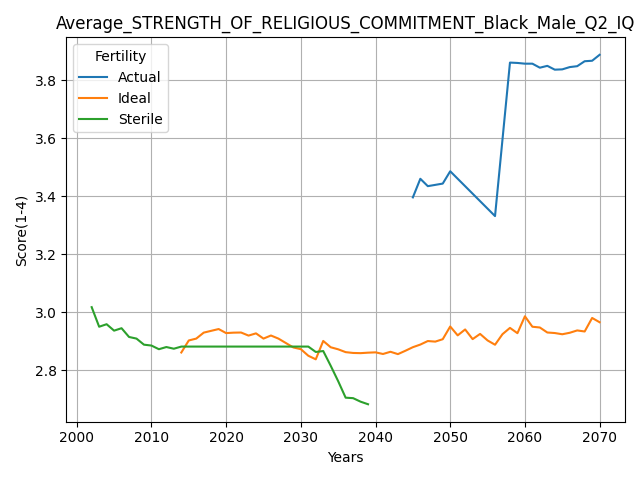 Average_STRENGTH_OF_RELIGIOUS_COMMITMENT_Black_Male_Q2_IQ
Fertility
Actual
Ideal
Sterile
Score(1-4)
3.8
3.6
3.4
3.2
3.0
2.8
2000 2010 2020 2030 2040 2050 2060 2070
Years